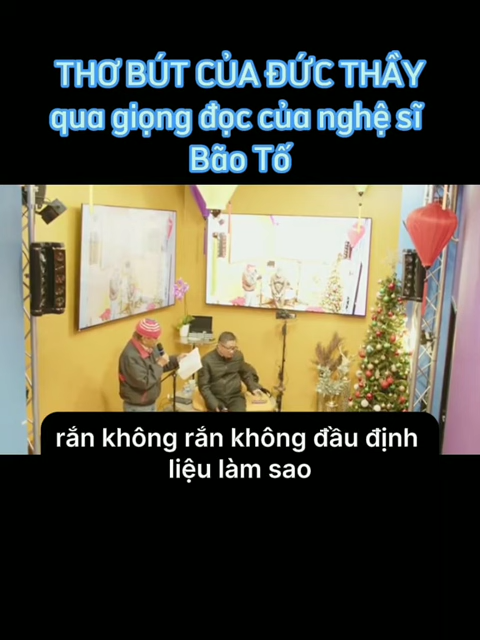 THƠ BÚT CỦA ĐỨC THẦY
qua giọng đọc của nghệ sĩ
Bão Tố
rắn không rắn không đầu định
liệu làm sao